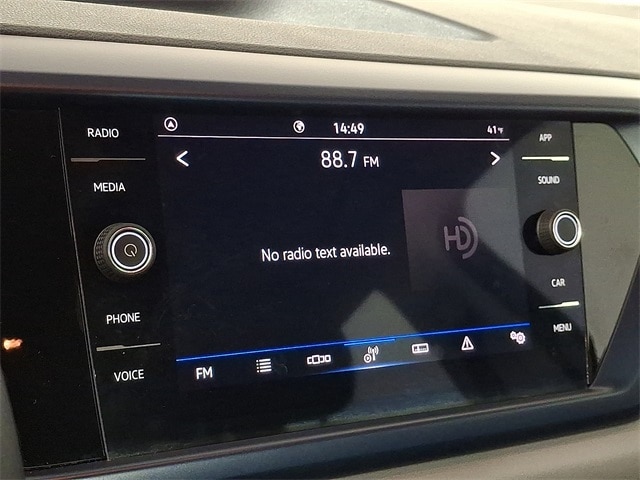 RADIO
MEDIA
PHONE
VOICE
14:49
41°F
88.7 FM
No radio text available.
HD
FM
APP
SOUND
CAR
MENU